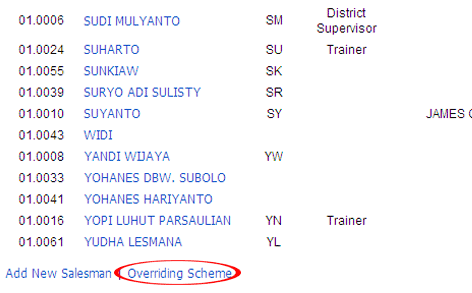 01.0006 SUDI MULYANTO SM District Supervisor
01.0024 SUHARTO SU Trainer
01.0055 SUNKIAW SK
01.0039 SURYO ADI SULISTY SR
01.0010 SUYANTO SY JAMES
01.0043 WIDI
01.0008 YANDI WIJAYA YW
01.0033 YOHANES DBW. SUBOLO
01.0041 YOHANES HARIYANTO
01.0016 YOPI LUHUT PARSAULIAN YN Trainer
01.0061 YUDHA LESMANA YL
Add New Salesman | Overriding Scheme